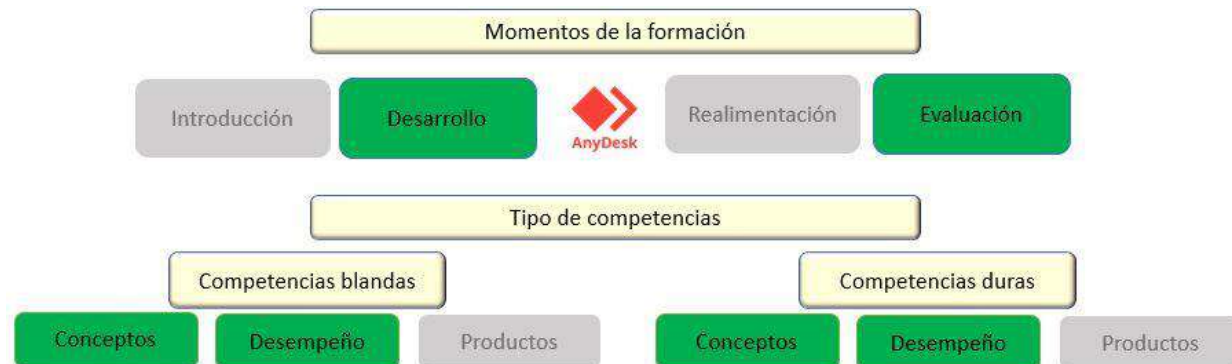 Momentos de la formación
Introducción
Desarrollo
AnyDesk
Realimentación
Evaluación
Tipo de competencias
Competencias blandas
Competencias duras
Conceptos
Desempeño
Productos
Conceptos
Desempeño
Productos